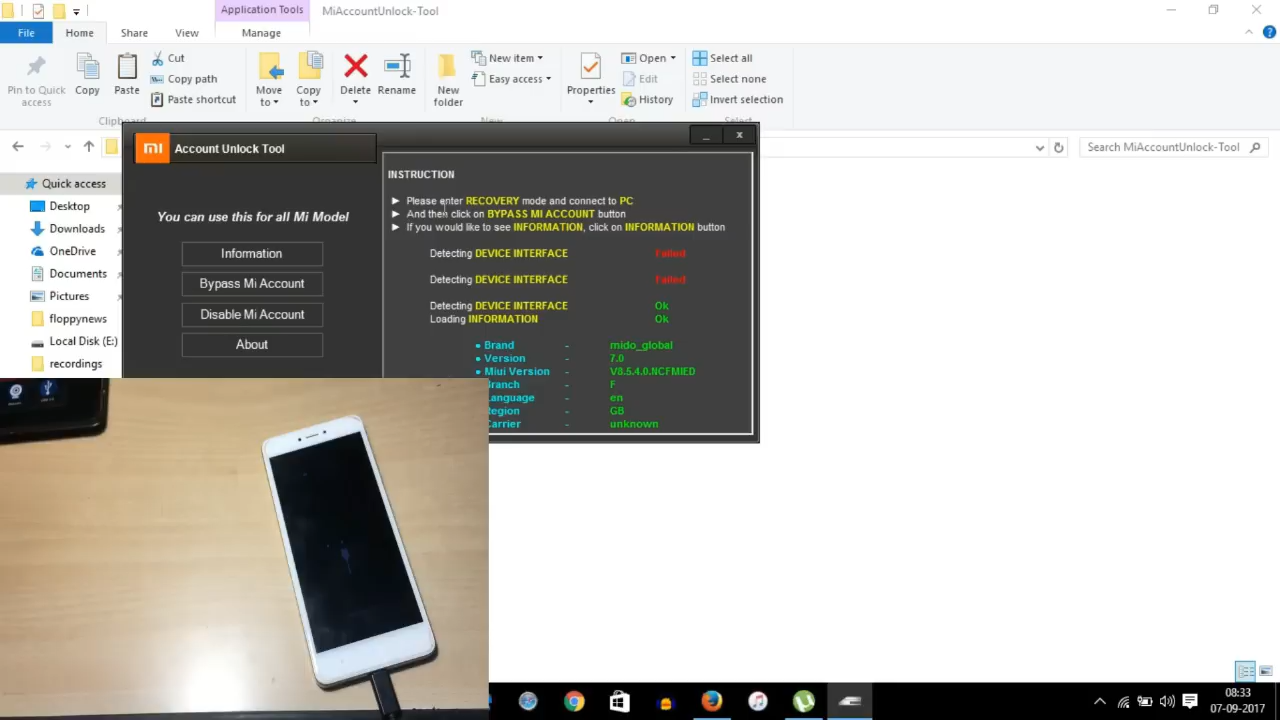 Application Tools
MiAccountUnlock-Tool
File
Home
Share
View
Manage
Pin to Quick access
Copy
Paste
Cut
Copy path
Paste shortcut
Move to
Copy to
Delete
Rename
New folder
New item
Easy access
Properties
Open
Edit
History
Select all
Select none
Invert selection
Clipboard
Organize
New
Open
Select
Search MiAccountUnlock-Tool
Quick access
Desktop
Downloads
OneDrive
Documents
Pictures
floppynews
Local Disk (E:)
recordings
mi
Account Unlock Tool
_
x
You can use this for all Mi Model
Information
Bypass Mi Account
Disable Mi Account
About
INSTRUCTION
► Please enter RECOVERY mode and connect to PC
► And then click on BYPASS MI ACCOUNT button
► If you would like to see INFORMATION, click on INFORMATION button
Detecting DEVICE INTERFACE Failed
Detecting DEVICE INTERFACE Failed
Detecting DEVICE INTERFACE Ok
Loading INFORMATION Ok
• Brand - mido_global
• Version - 7.0
• Miui Version - V8.5.4.0.NCFMIED
Branch - F
Language - en
Region - GB
Carrier - unknown
08:33
07-09-2017